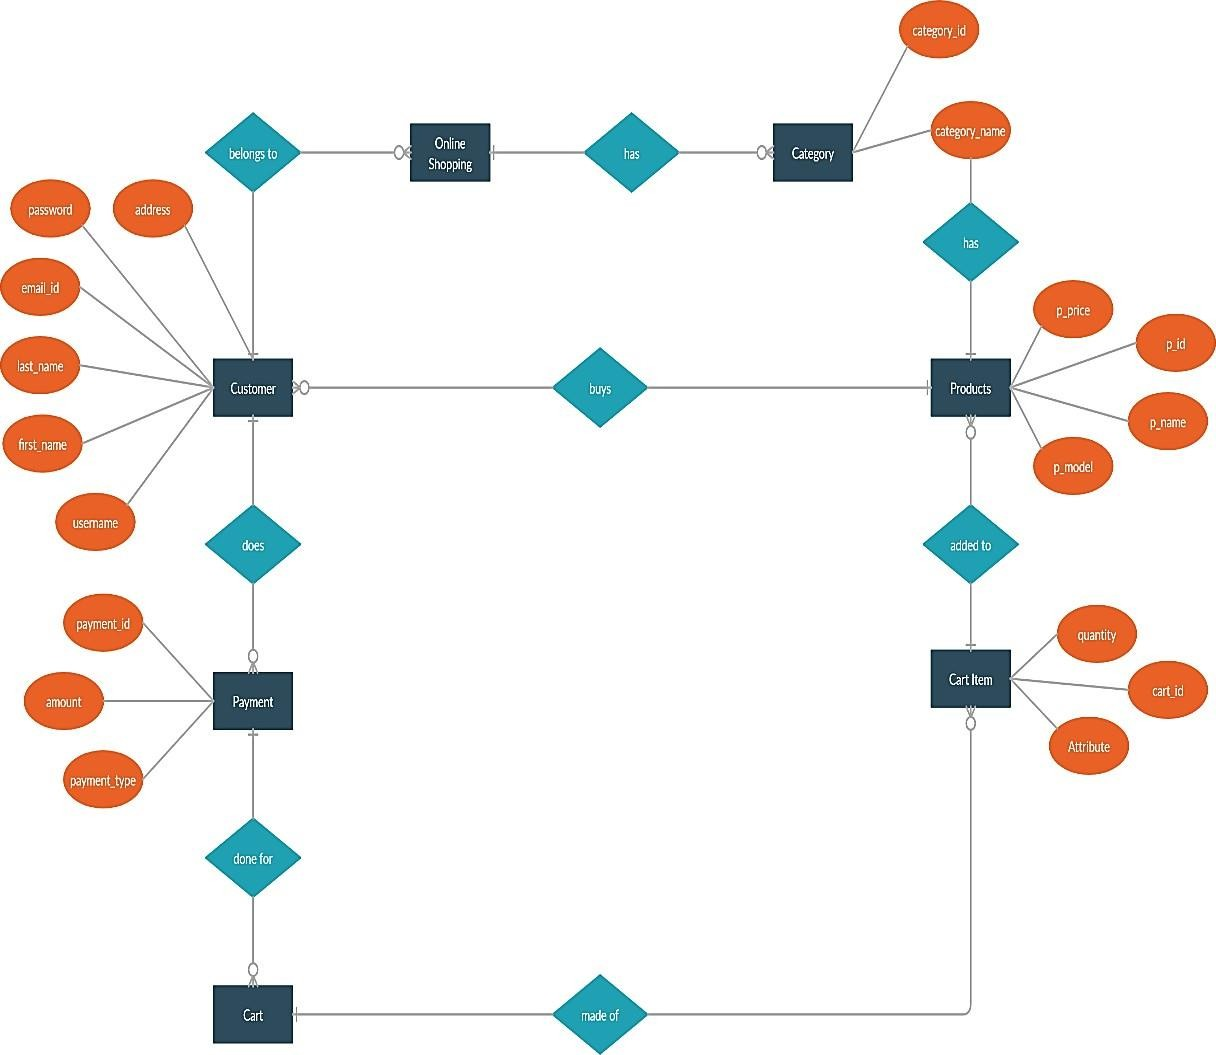 category_id
category_name
belongs to
Online
Shopping
has
Category
password
address
has
email_id
p_price
p_id
last_name
Customer
buys
Products
p_name
first_name
p_model
username
does
added to
payment_id
quantity
amount
Payment
Cart Item
cart_id
Attribute
payment_type
done for
Cart
made of